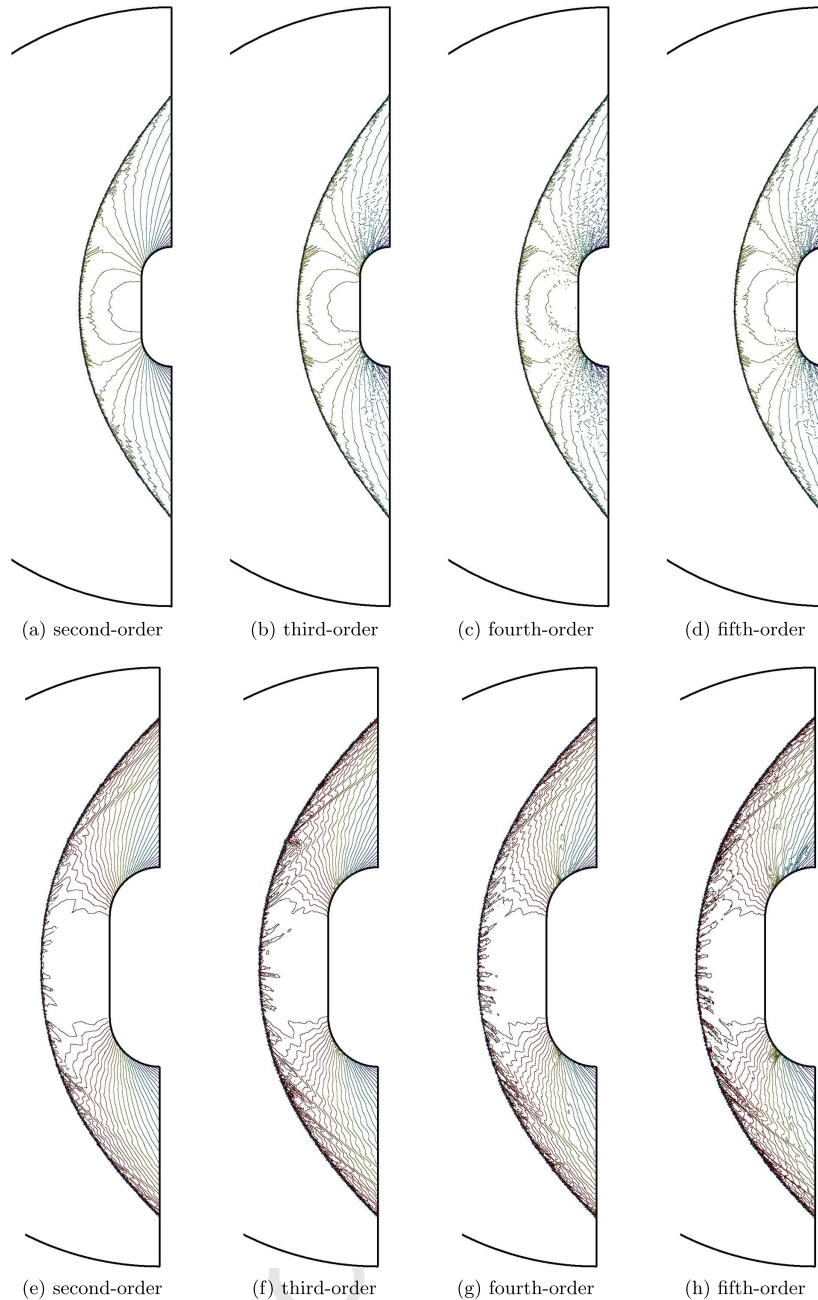 (a) second-order
(b) third-order
(c) fourth-order
(d) fifth-order
(e) second-order
(f) third-order
(g) fourth-order
(h) fifth-order